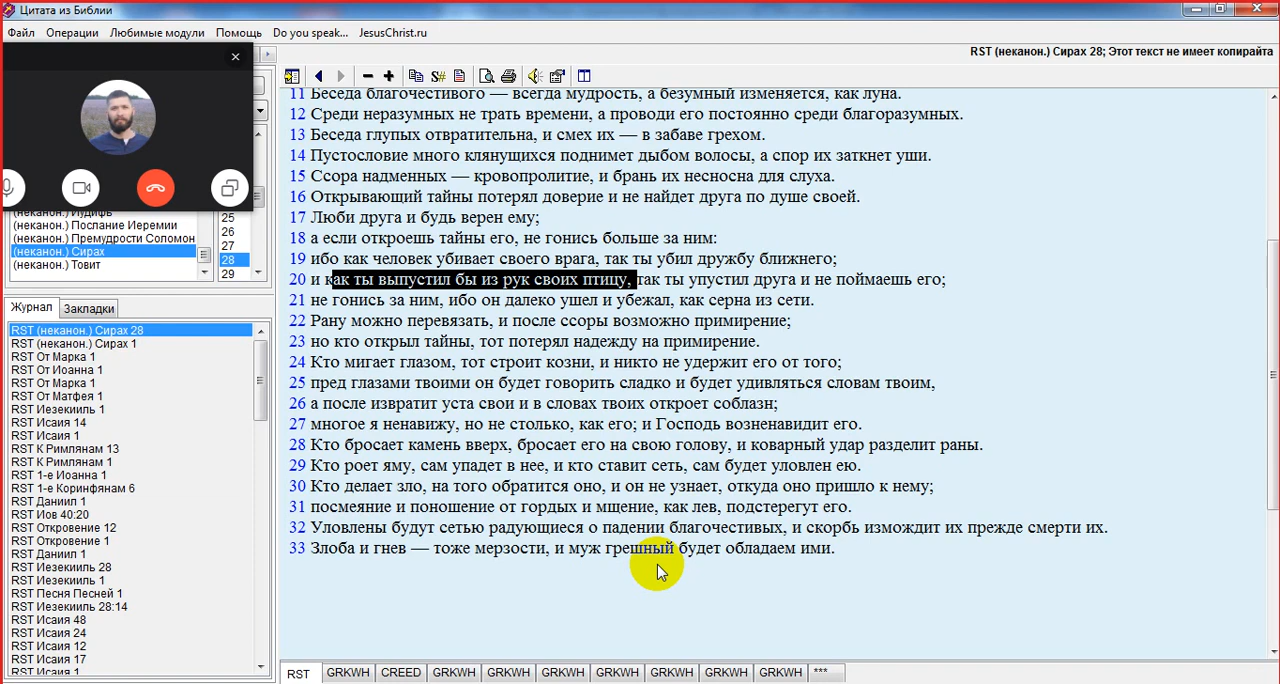 Цитата из Библии
Файл Операции Любимые модули Помощь Do you speak... JesusChrist.ru
RST (неканон.) Сирах 28; Этот текст не имеет копирайта
S#
11 Беседа благочестивого — всегда мудрость, а безумный изменяется, как луна.
12 Среди неразумных не трать времени, а проводи его постоянно среди благоразумных.
13 Беседа глупых отвратительна, и смех их — в забаве грехом.
14 Пустословие много клянущихся поднимет дыбом волосы, а спор их заткнет уши.
15 Ссора надменных — кровопролитие, и брань их несносна для слуха.
16 Открывающий тайны потерял доверие и не найдет друга по душе своей.
17 Люби друга и будь верен ему;
18 а если откроешь тайны его, не гонись больше за ним:
19 ибо как человек убивает своего врага, так ты убил дружбу ближнего;
20 и как ты выпустил бы из рук своих птицу, так ты упустил друга и не поймаешь его;
21 не гонись за ним, ибо он далеко ушел и убежал, как серна из сети.
22 Рану можно перевязать, и после ссоры возможно примирение;
23 но кто открыл тайны, тот потерял надежду на примирение.
24 Кто мигает глазом, тот строит козни, и никто не удержит его от того;
25 пред глазами твоими он будет говорить сладко и будет удивляться словам твоим,
26 а после извратит уста свои и в словах твоих откроет соблазн;
27 многое я ненавижу, но не столько, как его; и Господь возненавидит его.
28 Кто бросает камень вверх, бросает его на свою голову, и коварный удар разделит раны.
29 Кто роет яму, сам упадет в нее, и кто ставит сеть, сам будет уловлен ею.
30 Кто делает зло, на того обратится оно, и он не узнает, откуда оно пришло к нему;
31 посмеяние и поношение от гордых и мщение, как лев, подстерегут его.
32 Уловлены будут сетью радующиеся о падении благочестивых, и скорбь измождит их прежде смерти их.
33 Злоба и гнев — тоже мерзости, и муж грешный будет обладаем ими.
(неканон.) Иудифь
(неканон.) Послание Иеремии
(неканон.) Премудрости Соломон
(неканон.) Сирах
(неканон.) Товит
25
26
27
28
29
Журнал Закладки
RST (неканон.) Сирах 28
RST (неканон.) Сирах 1
RST От Марка 1
RST От Иоанна 1
RST От Марка 1
RST От Матфея 1
RST Иезекииль 1
RST Исаия 14
RST Исаия 1
RST К Римлянам 13
RST К Римлянам 1
RST 1-е Иоанна 1
RST 1-е Коринфянам 6
RST Даниил 1
RST Иов 40:20
RST Откровение 12
RST Откровение 1
RST Даниил 1
RST Иезекииль 28
RST Иезекииль 1
RST Песня Песней 1
RST Иезекииль 28:14
RST Исаия 48
RST Исаия 24
RST Исаия 12
RST Исаия 17
RST Исаия 1
RST GRKWH CREED GRKWH GRKWH GRKWH GRKWH GRKWH GRKWH GRKWH ***